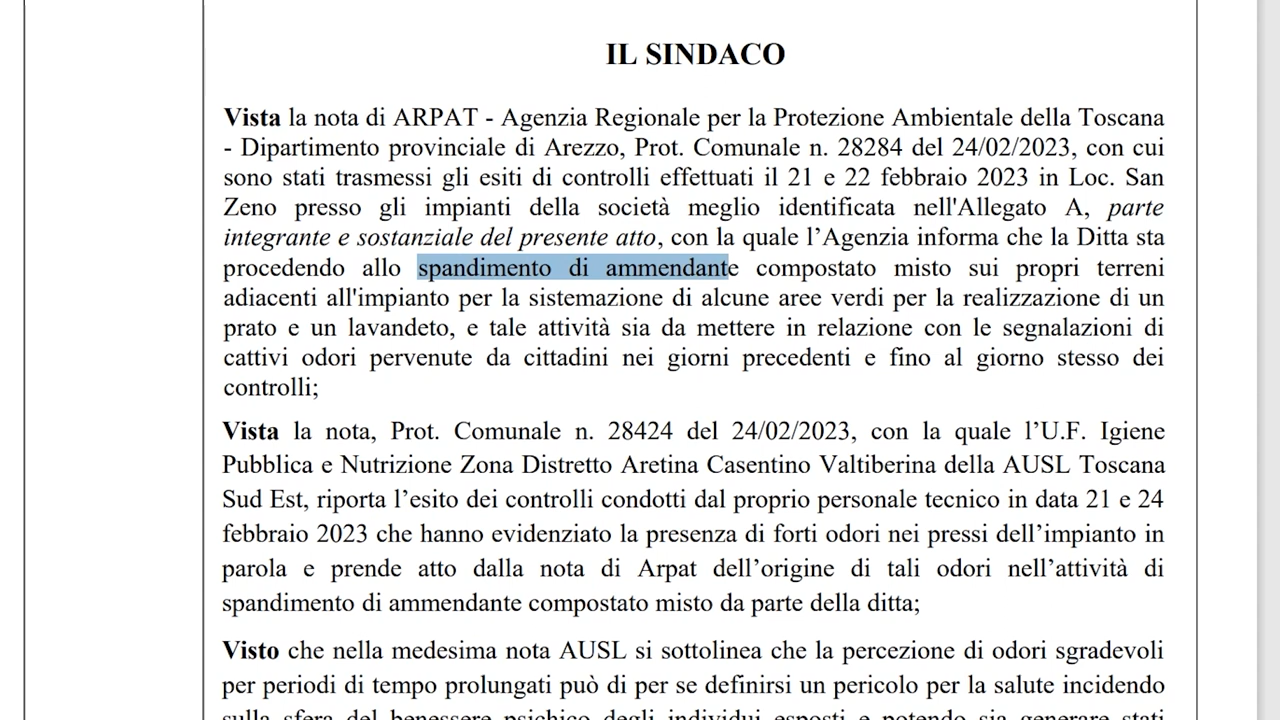 IL SINDACO
Vista la nota di ARPAT - Agenzia Regionale per la Protezione Ambientale della Toscana
- Dipartimento provinciale di Arezzo, Prot. Comunale n. 28284 del 24/02/2023, con cui
sono stati trasmessi gli esiti di controlli effettuati il 21 e 22 febbraio 2023 in Loc. San
Zeno presso gli impianti della società meglio identificata nell'Allegato A, parte
integrante e sostanziale del presente atto, con la quale l’Agenzia informa che la Ditta sta
procedendo allo spandimento di ammendante compostato misto sui propri terreni
adiacenti all'impianto per la sistemazione di alcune aree verdi per la realizzazione di un
prato e un lavandeto, e tale attività sia da mettere in relazione con le segnalazioni di
cattivi odori pervenute da cittadini nei giorni precedenti e fino al giorno stesso dei
controlli;
Vista la nota, Prot. Comunale n. 28424 del 24/02/2023, con la quale l’U.F. Igiene
Pubblica e Nutrizione Zona Distretto Aretina Casentino Valtiberina della AUSL Toscana
Sud Est, riporta l’esito dei controlli condotti dal proprio personale tecnico in data 21 e 24
febbraio 2023 che hanno evidenziato la presenza di forti odori nei pressi dell’impianto in
parola e prende atto dalla nota di Arpat dell’origine di tali odori nell’attività di
spandimento di ammendante compostato misto da parte della ditta;
Visto che nella medesima nota AUSL si sottolinea che la percezione di odori sgradevoli
per periodi di tempo prolungati può di per se definirsi un pericolo per la salute incidendo
sulla sfera del benessere psichico degli individui esposti e potendo sia generare stati